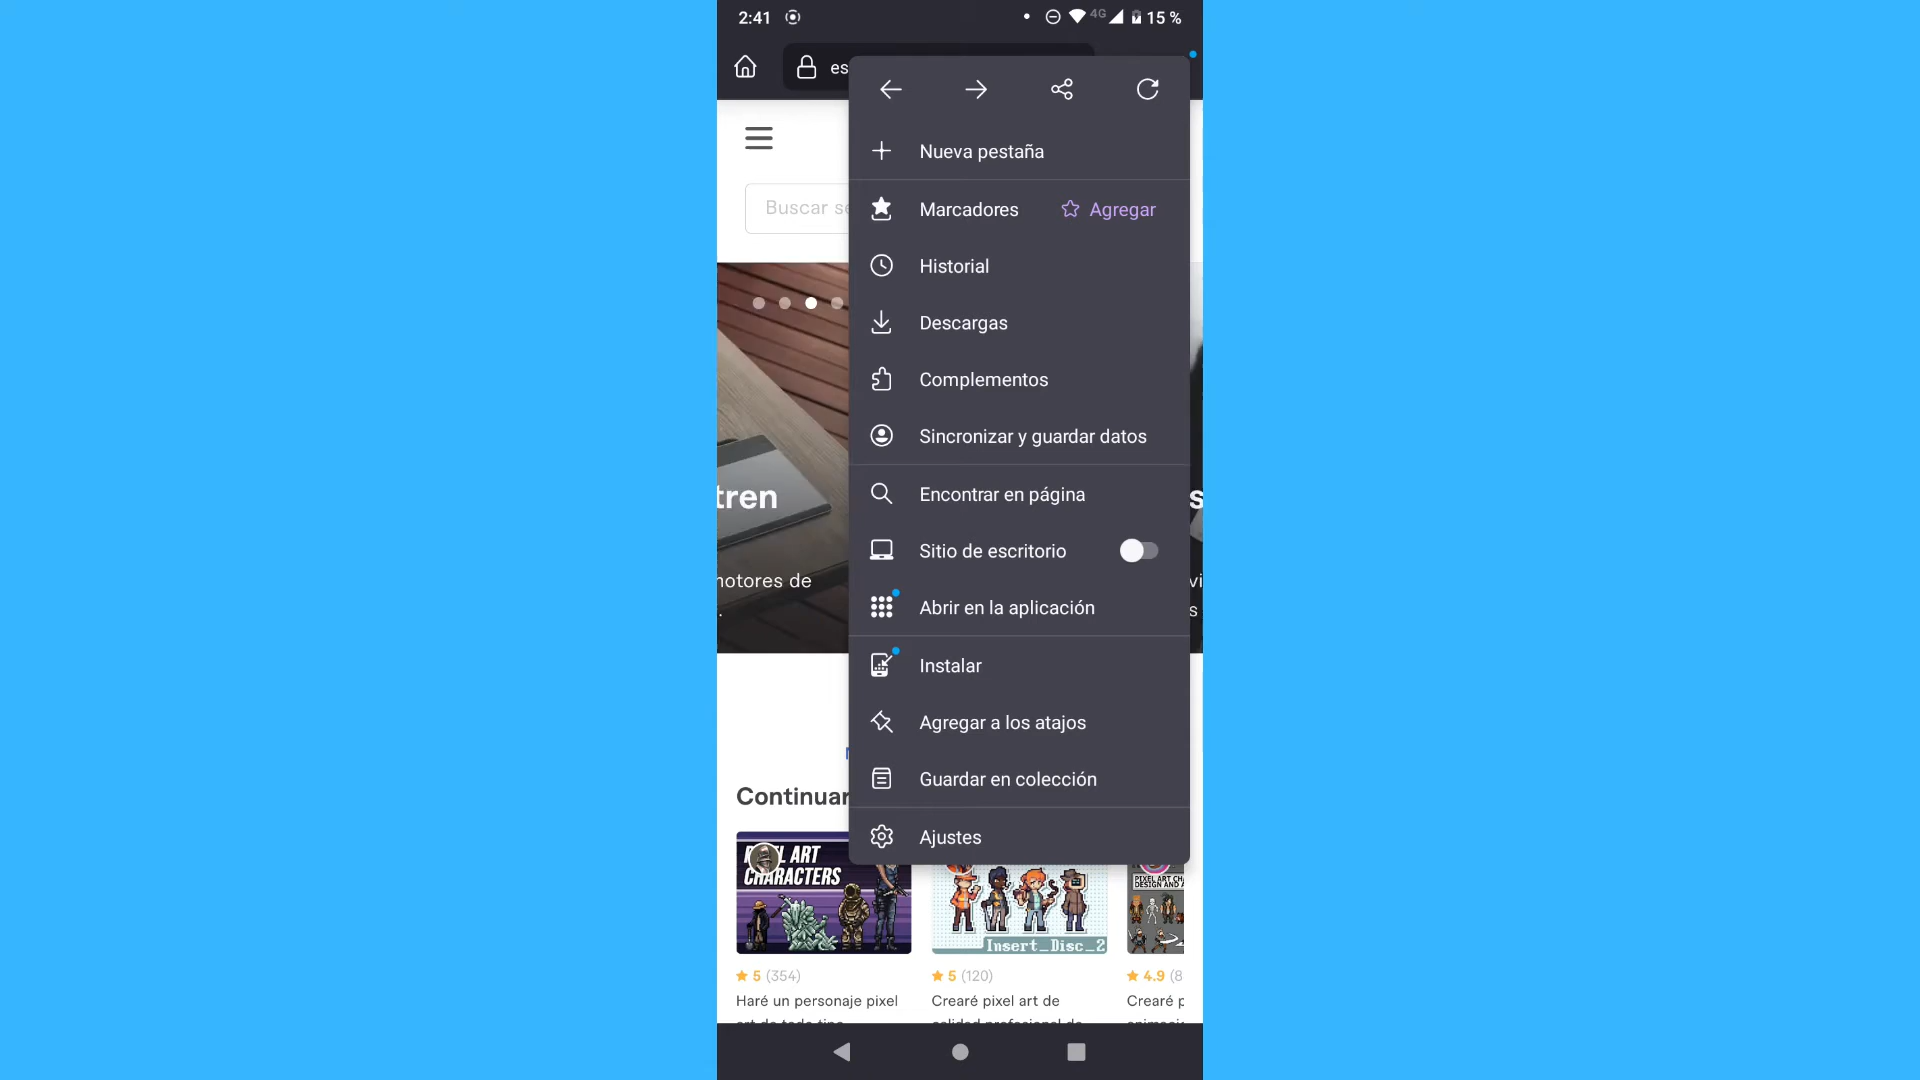 2:41 4G 15 %
es
Nueva pestaña
Marcadores Agregar
Buscar se
Historial
Descargas
Complementos
Sincronizar y guardar datos
Encontrar en página
tren
s
Sitio de escritorio
notores de
vi
Abrir en la aplicación
.
s
Instalar
Agregar a los atajos
Guardar en colección
Continuar
Ajustes
PIXEL ART
CHARACTERS
PIXEL ART CH
DESIGN AND A
Insert_Disc_2
5 (354)
5 (120)
4.9 (8
Haré un personaje pixel
art de todo tipo
Crearé pixel art de
calidad profesional de
Crearé p
animaci